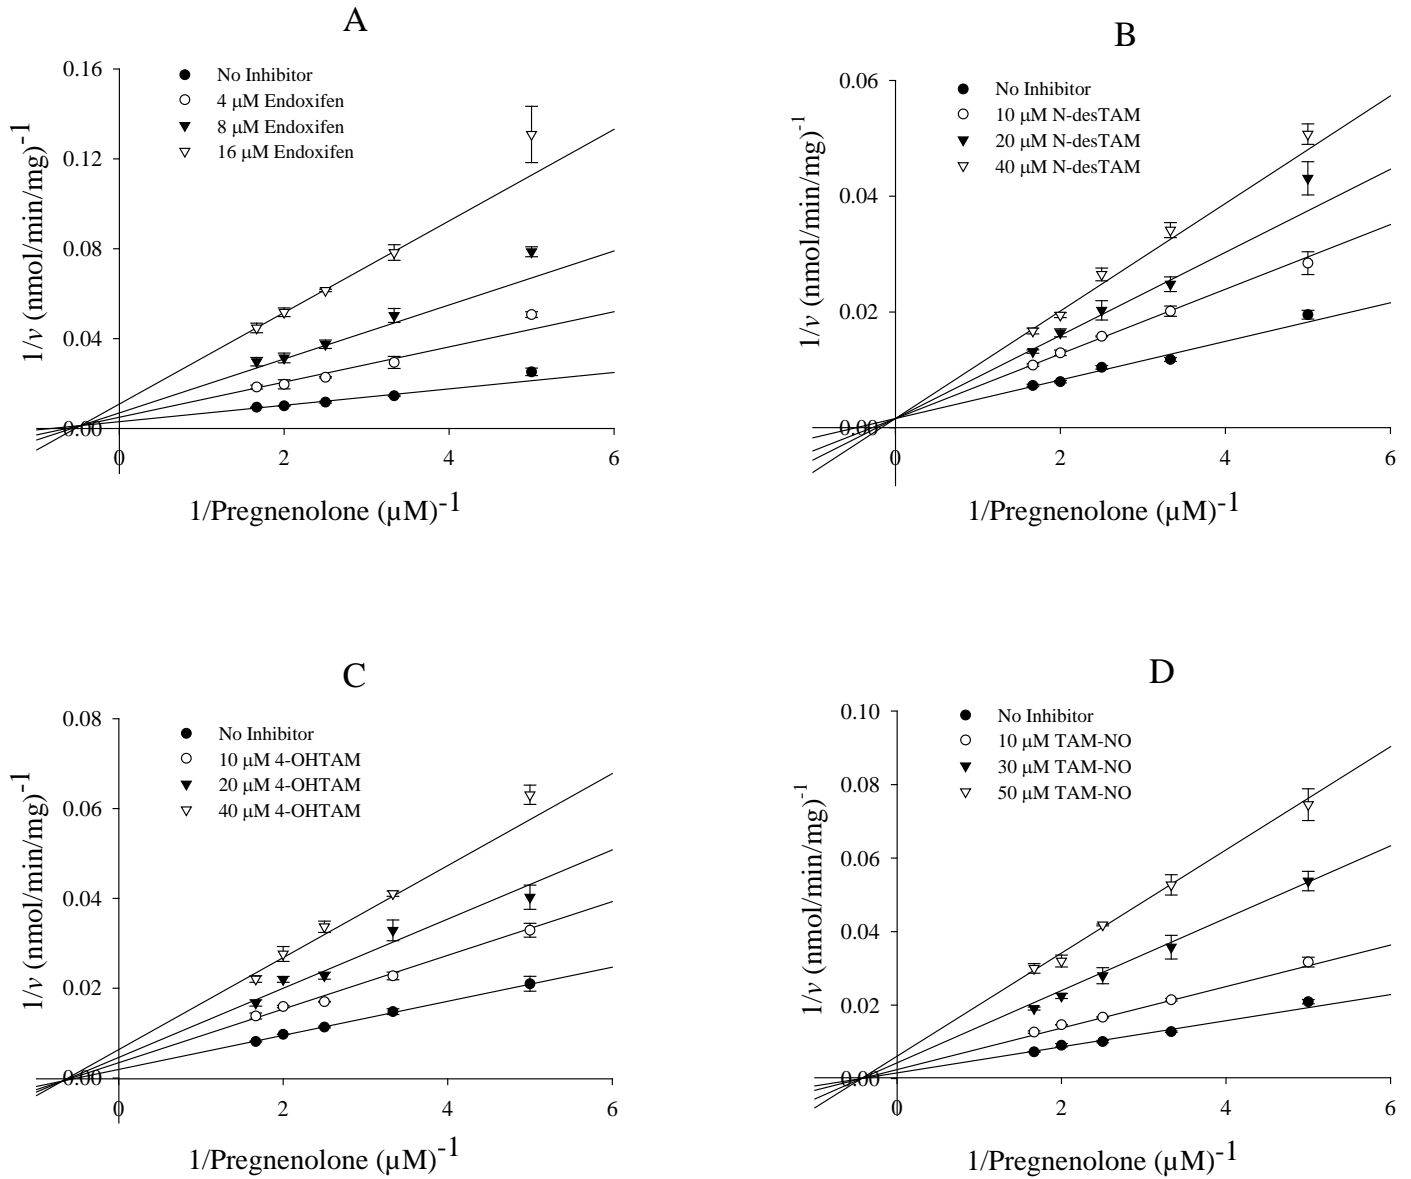 A
0.16
0.12
0.08
0.04
0.00
1/v (nmol/min/mg)-1
No Inhibitor
4 μM Endoxifen
8 μM Endoxifen
16 μM Endoxifen
0 2 4 6
1/Pregnenolone (μM)-1
B
0.06
0.04
0.02
0.00
1/v (nmol/min/mg)-1
No Inhibitor
10 μM N-desTAM
20 μM N-desTAM
40 μM N-desTAM
0 2 4 6
1/Pregnenolone (μM)-1
C
0.08
0.06
0.04
0.02
0.00
1/v (nmol/min/mg)-1
No Inhibitor
10 μM 4-OHTAM
20 μM 4-OHTAM
40 μM 4-OHTAM
0 2 4 6
1/Pregnenolone (μM)-1
D
0.10
0.08
0.06
0.04
0.02
0.00
1/v (nmol/min/mg)-1
No Inhibitor
10 μM TAM-NO
30 μM TAM-NO
50 μM TAM-NO
0 2 4 6
1/Pregnenolone (μM)-1